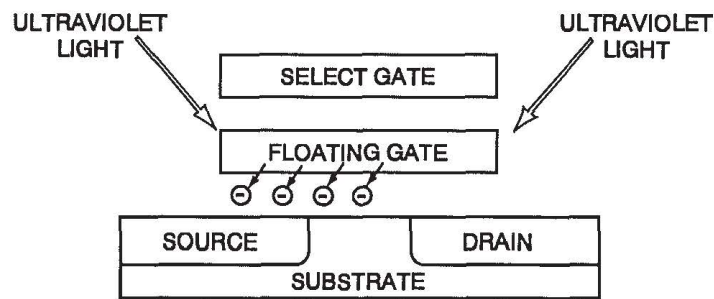 ULTRAVIOLET
LIGHT
ULTRAVIOLET
LIGHT
SELECT GATE
FLOATING GATE
- - - -
SOURCE
DRAIN
SUBSTRATE